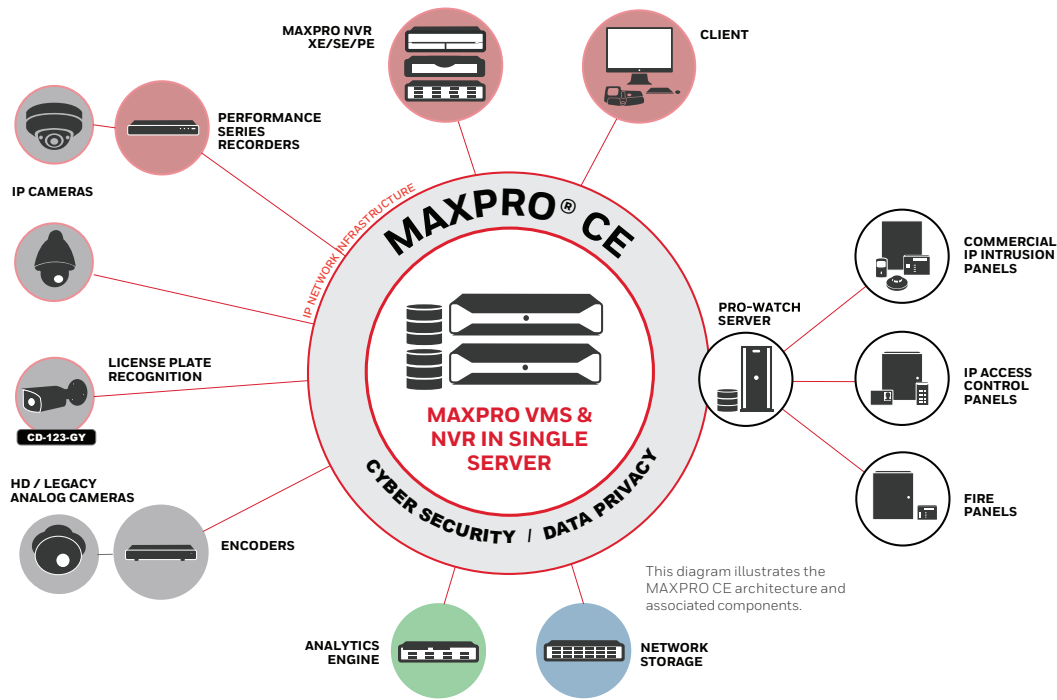 MAXPRO NVR
XE/SE/PE
CLIENT
PERFORMANCE
SERIES
RECORDERS
IP CAMERAS
IP NETWORK INFRASTRUCTURE
MAXPRO® CE
COMMERCIAL
IP INTRUSION
PANELS
PRO-WATCH
SERVER
LICENSE PLATE
RECOGNITION
CD-123-GY
IP ACCESS
CONTROL
PANELS
MAXPRO VMS &
NVR IN SINGLE
SERVER
CYBER SECURITY / DATA PRIVACY
HD / LEGACY
ANALOG CAMERAS
ENCODERS
FIRE
PANELS
This diagram illustrates the
MAXPRO CE architecture and
associated components.
ANALYTICS
ENGINE
NETWORK
STORAGE